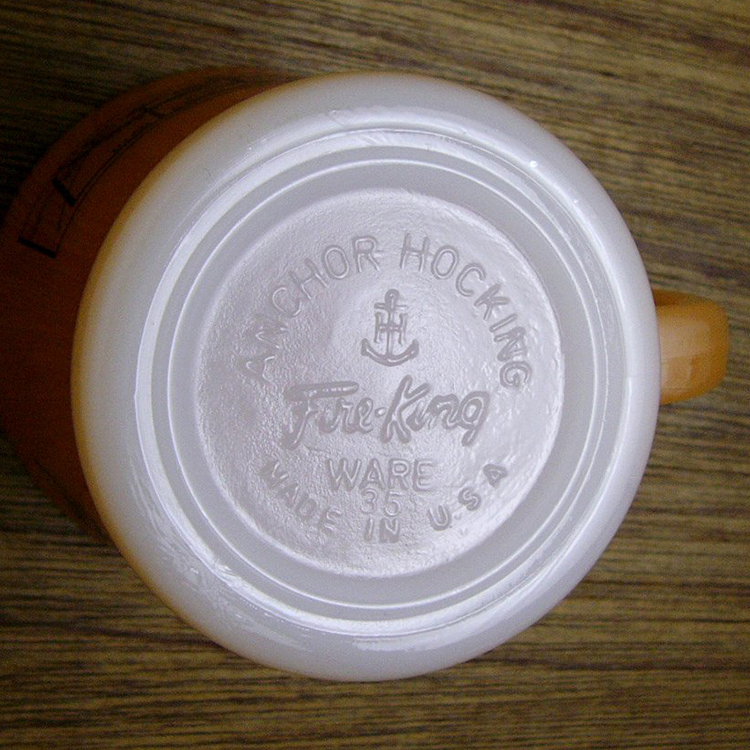 ANCHOR HOCKING
H
Fire-King
WARE
35
MADE IN U.S.A